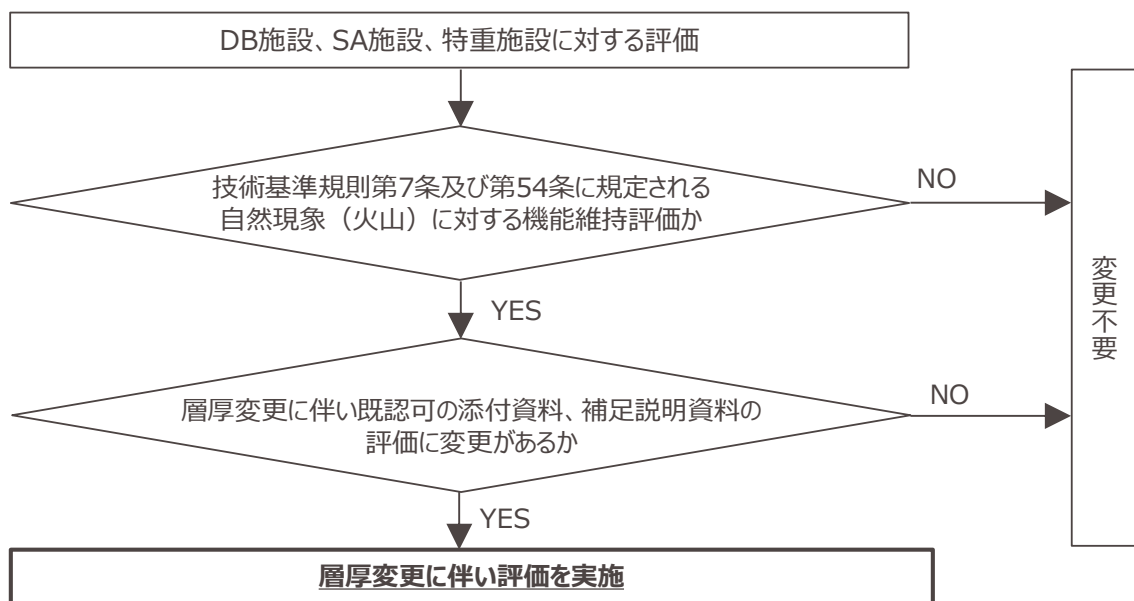 DB施設、SA施設、特重施設に対する評価
技術基準規則第7条及び第54条に規定される
自然現象（火山）に対する機能維持評価か
NO
YES
変更不要
層厚変更に伴い既認可の添付資料、補足説明資料の
評価に変更があるか
NO
YES
層厚変更に伴い評価を実施